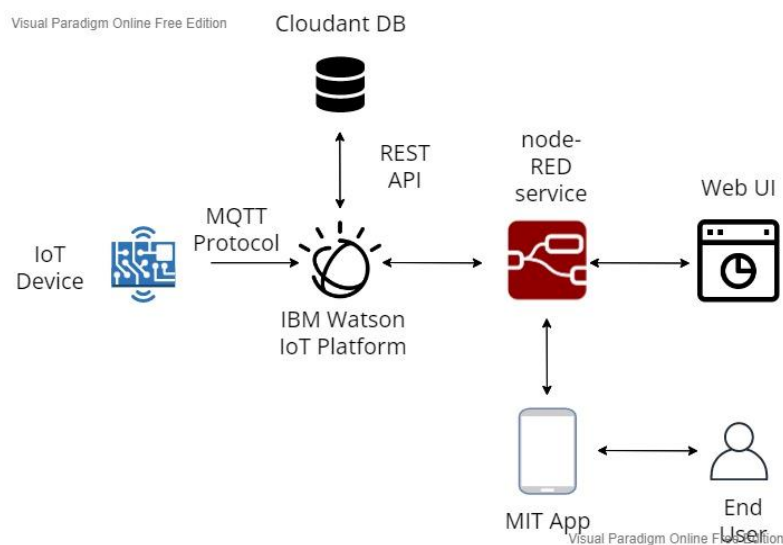 Visual Paradigm Online Free Edition
Cloudant DB
REST
API
node-
RED
service
Web UI
MQTT
Protocol
IoT
Device
IBM Watson
IoT Platform
MIT App
End
User
Visual Paradigm Online Free Edition